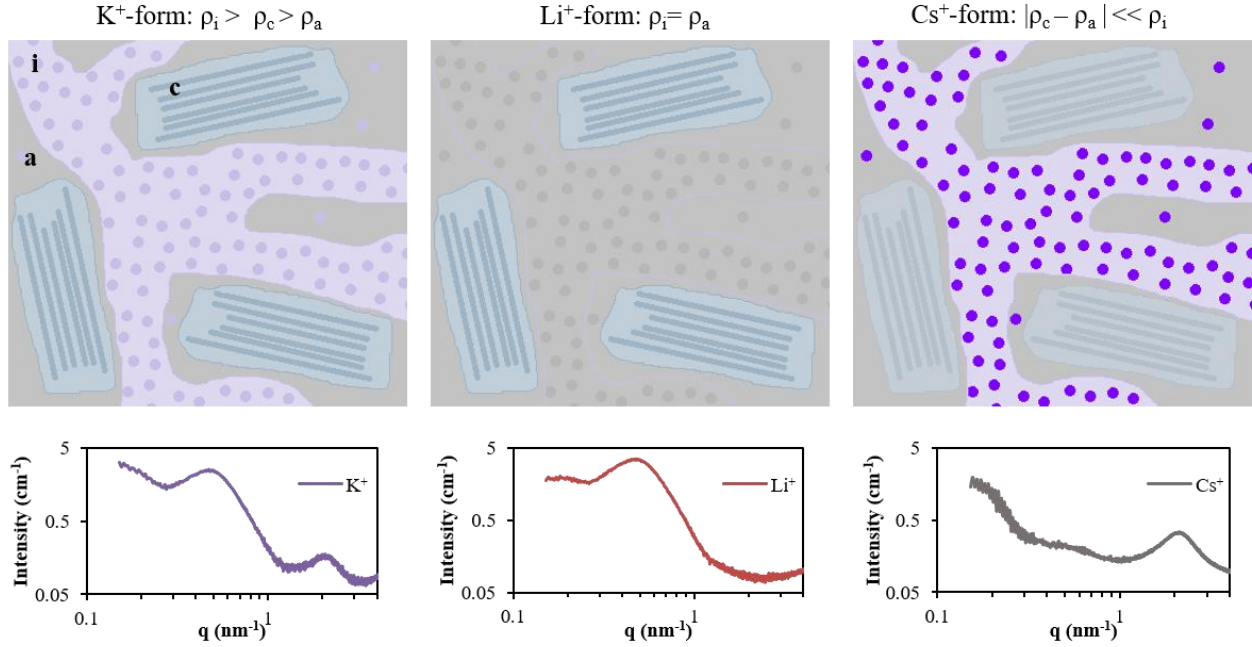 K⁺-form: ρᵢ > ρ_c > ρₐ
Li⁺-form: ρᵢ = ρₐ
Cs⁺-form: |ρ_c – ρₐ| << ρᵢ
i
c
a
5
0.5
0.05
Intensity (cm⁻¹)
K⁺
0.1
1
q (nm⁻¹)
5
0.5
0.05
Intensity (cm⁻¹)
Li⁺
0.1
1
q (nm⁻¹)
5
0.5
0.05
Intensity (cm⁻¹)
Cs⁺
0.1
1
q (nm⁻¹)